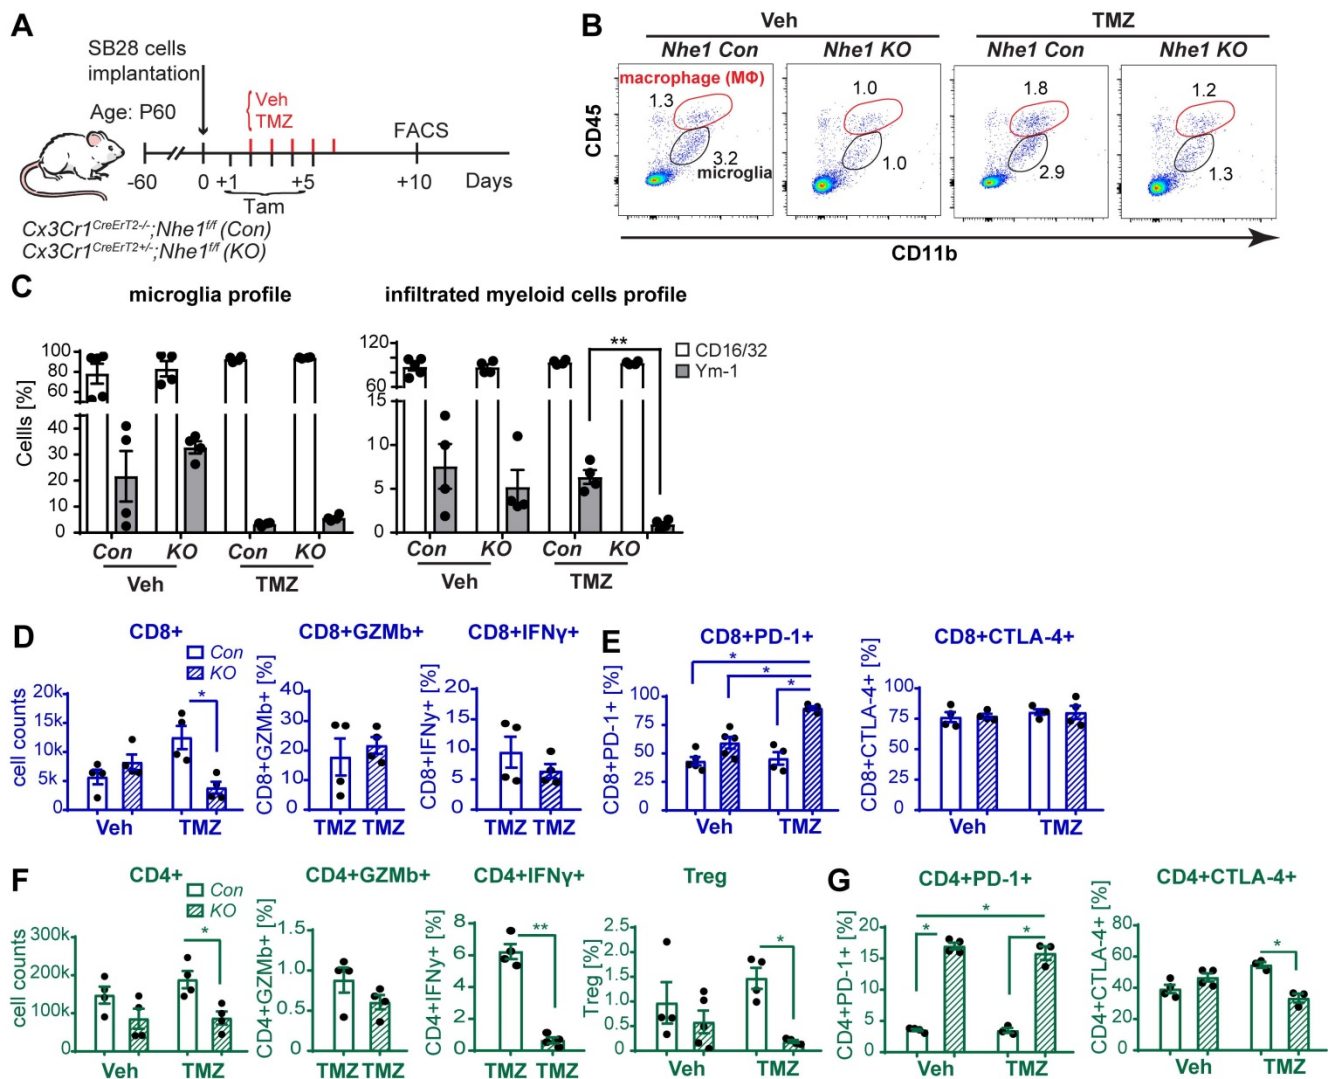 A
SB28 cells
implantation
Age: P60
Veh
TMZ
FACS
-60
0
+1
+5
+10
Days
Tam
Cx3Cr1CreErT2-/-;Nhe1f/f (Con)
Cx3Cr1CreErT2+/-;Nhe1f/f (KO)
B
Veh
TMZ
Nhe1 Con
Nhe1 KO
Nhe1 Con
Nhe1 KO
macrophage (MΦ)
1.3
1.0
1.8
1.2
3.2
microglia
1.0
2.9
1.3
CD45
CD11b
C
microglia profile
infiltrated myeloid cells profile
Cellls [%]
100
80
60
40
30
20
10
0
120
60
15
10
5
0
**
CD16/32
Ym-1
Con
KO
Con
KO
Veh
TMZ
Con
KO
Con
KO
Veh
TMZ
D
CD8+
Con
KO
cell counts
20k
15k
10k
5k
0
*
Veh
TMZ
CD8+GZMb+
CD8+GZMb+ [%]
40
30
20
10
0
TMZ TMZ
CD8+IFNγ+
CD8+IFNy+ [%]
20
15
10
5
0
TMZ TMZ
E
CD8+PD-1+
CD8+PD-1+ [%]
100
75
50
25
0
*
*
*
Veh
TMZ
CD8+CTLA-4+
CD8+CTLA-4+ [%]
100
75
50
25
0
Veh
TMZ
F
CD4+
Con
KO
cell counts
300k
200k
100k
0
*
Veh
TMZ
CD4+GZMb+
CD4+GZMb+ [%]
1.5
1.0
0.5
0
TMZ TMZ
CD4+IFNγ+
CD4+IFNγ+ [%]
8
6
4
2
0
**
TMZ TMZ
Treg
Treg [%]
2.5
2.0
1.5
1.0
0.5
0
*
Veh
TMZ
G
CD4+PD-1+
CD4+PD-1+ [%]
20
15
10
5
0
*
*
*
Veh
TMZ
CD4+CTLA-4+
CD4+CTLA-4+ [%]
80
60
40
20
0
*
Veh
TMZ